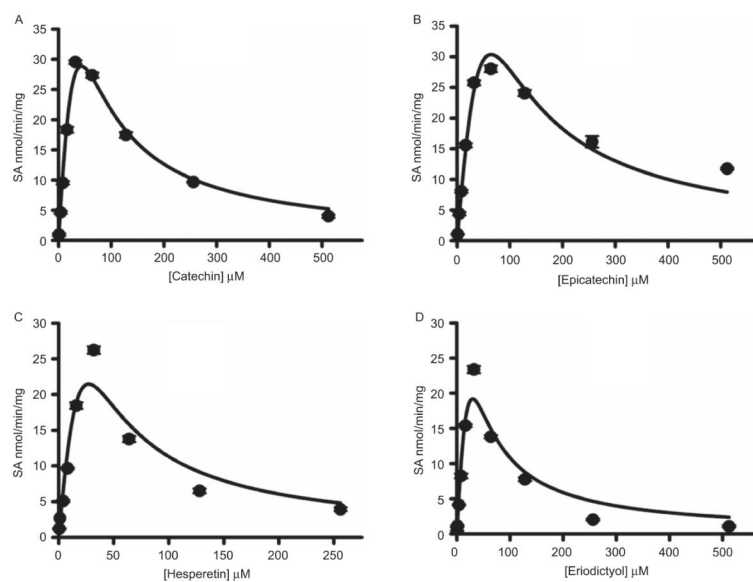 A
SA nmol/min/mg
35
30
25
20
15
10
5
0
0 100 200 300 400 500
[Catechin] μM
B
SA nmol/min/mg
35
30
25
20
15
10
5
0
0 100 200 300 400 500
[Epicatechin] μM
C
SA nmol/min/mg
30
25
20
15
10
5
0
0 50 100 150 200 250
[Hesperetin] μM
D
SA nmol/min/mg
30
25
20
15
10
5
0
0 100 200 300 400 500
[Eriodictyol] μM